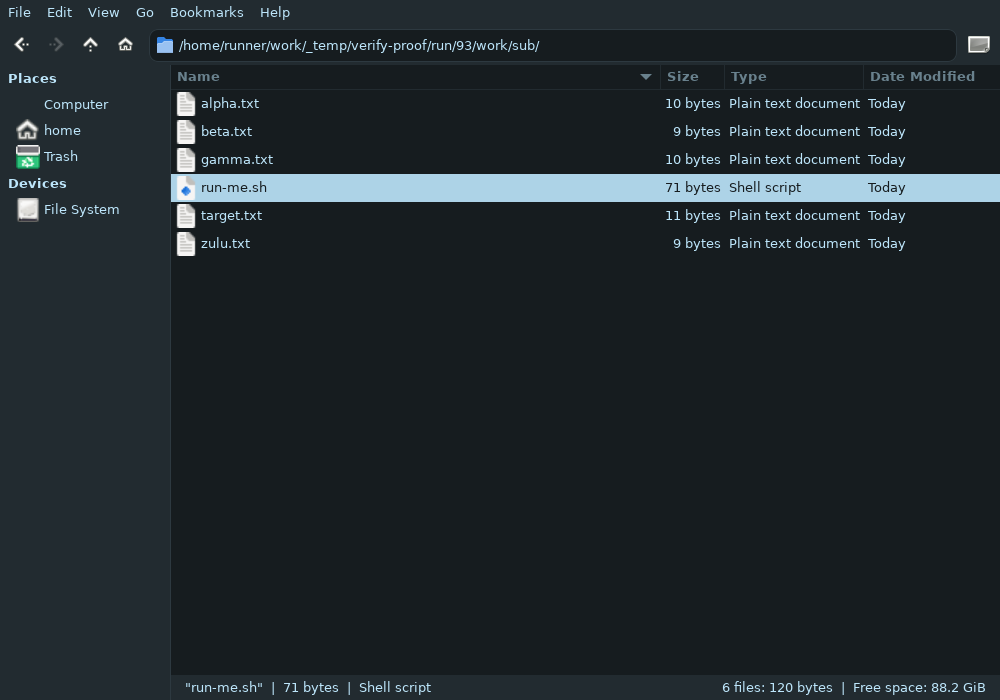 File Edit View Go Bookmarks Help
/home/runner/work/_temp/verify-proof/run/93/work/sub/
Places
Computer
home
Trash
Devices
File System
Name Size Type Date Modified
alpha.txt 10 bytes Plain text document Today
beta.txt 9 bytes Plain text document Today
gamma.txt 10 bytes Plain text document Today
run-me.sh 71 bytes Shell script Today
target.txt 11 bytes Plain text document Today
zulu.txt 9 bytes Plain text document Today
"run-me.sh" | 71 bytes | Shell script 6 files: 120 bytes | Free space: 88.2 GiB